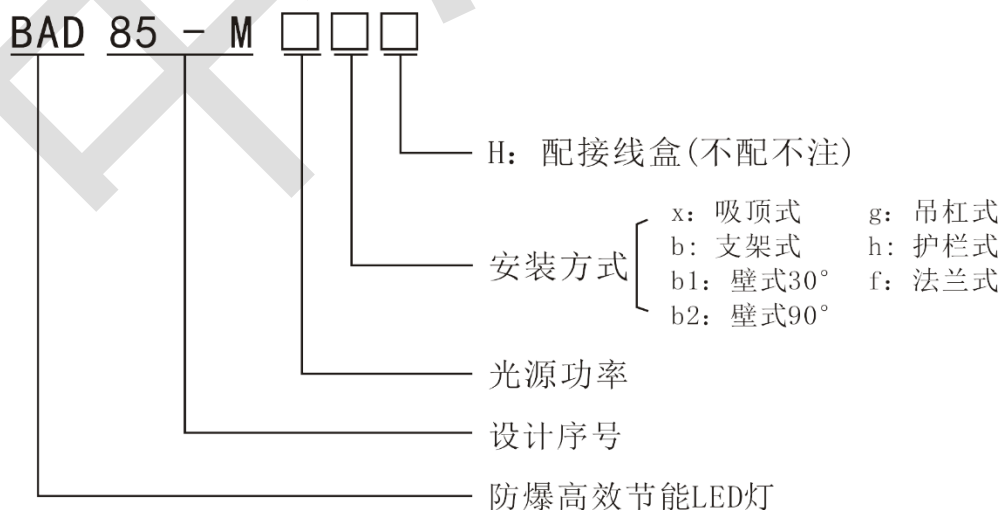 BAD 85 - M □□□
H: 配接线盒(不配不注)
安装方式
x: 吸顶式 g: 吊杠式
b: 支架式 h: 护栏式
b1: 壁式30° f: 法兰式
b2: 壁式90°
光源功率
设计序号
防爆高效节能LED灯